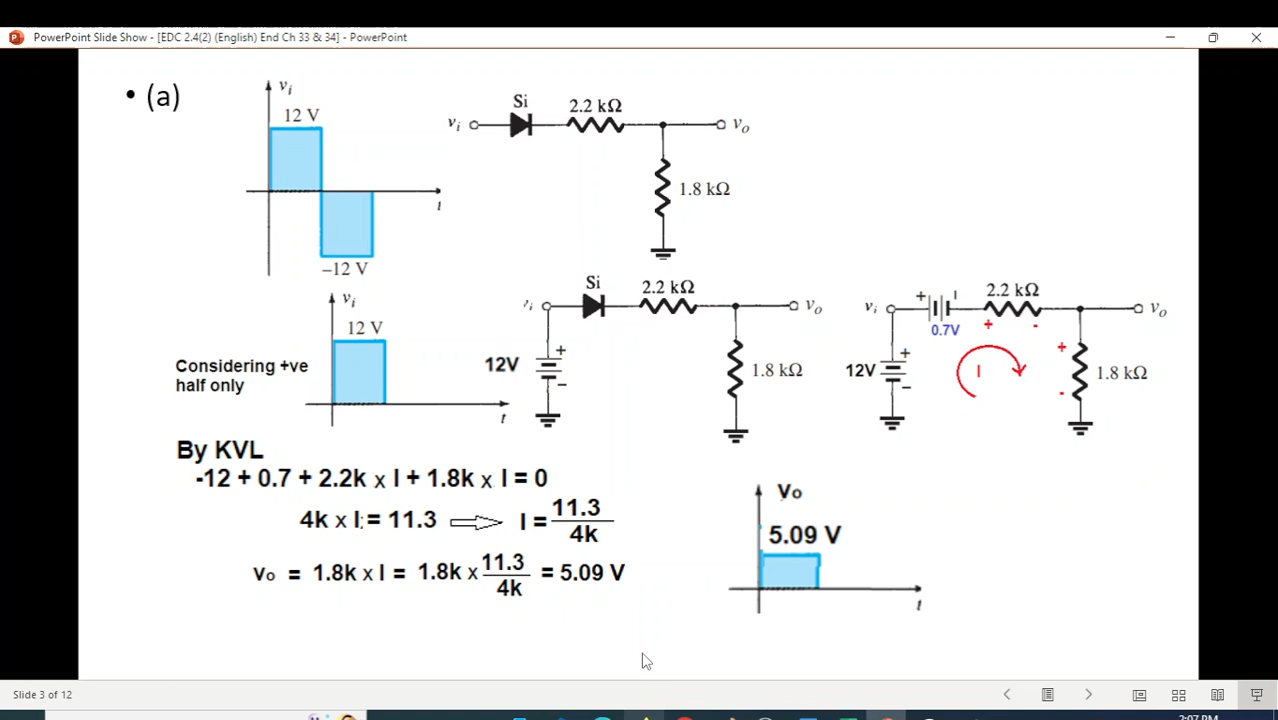 PowerPoint Slide Show - [EDC 2.4(2) (English) End Ch 33 & 34] - PowerPoint
• (a)
vi
12 V
t
−12 V
vi
Si
2.2 kΩ
vo
1.8 kΩ
vi
12 V
t
Considering +ve
half only
Si
2.2 kΩ
vo
12V
+
−
1.8 kΩ
vi
+
0.7V
2.2 kΩ
+ -
vo
12V
+
−
I
+
-
1.8 kΩ
By KVL
-12 + 0.7 + 2.2k x I + 1.8k x I = 0
4k x I = 11.3 I = 11.3
4k
Vo = 1.8k x I = 1.8k x 11.3 = 5.09 V
4k
Vo
5.09 V
t
Slide 3 of 12